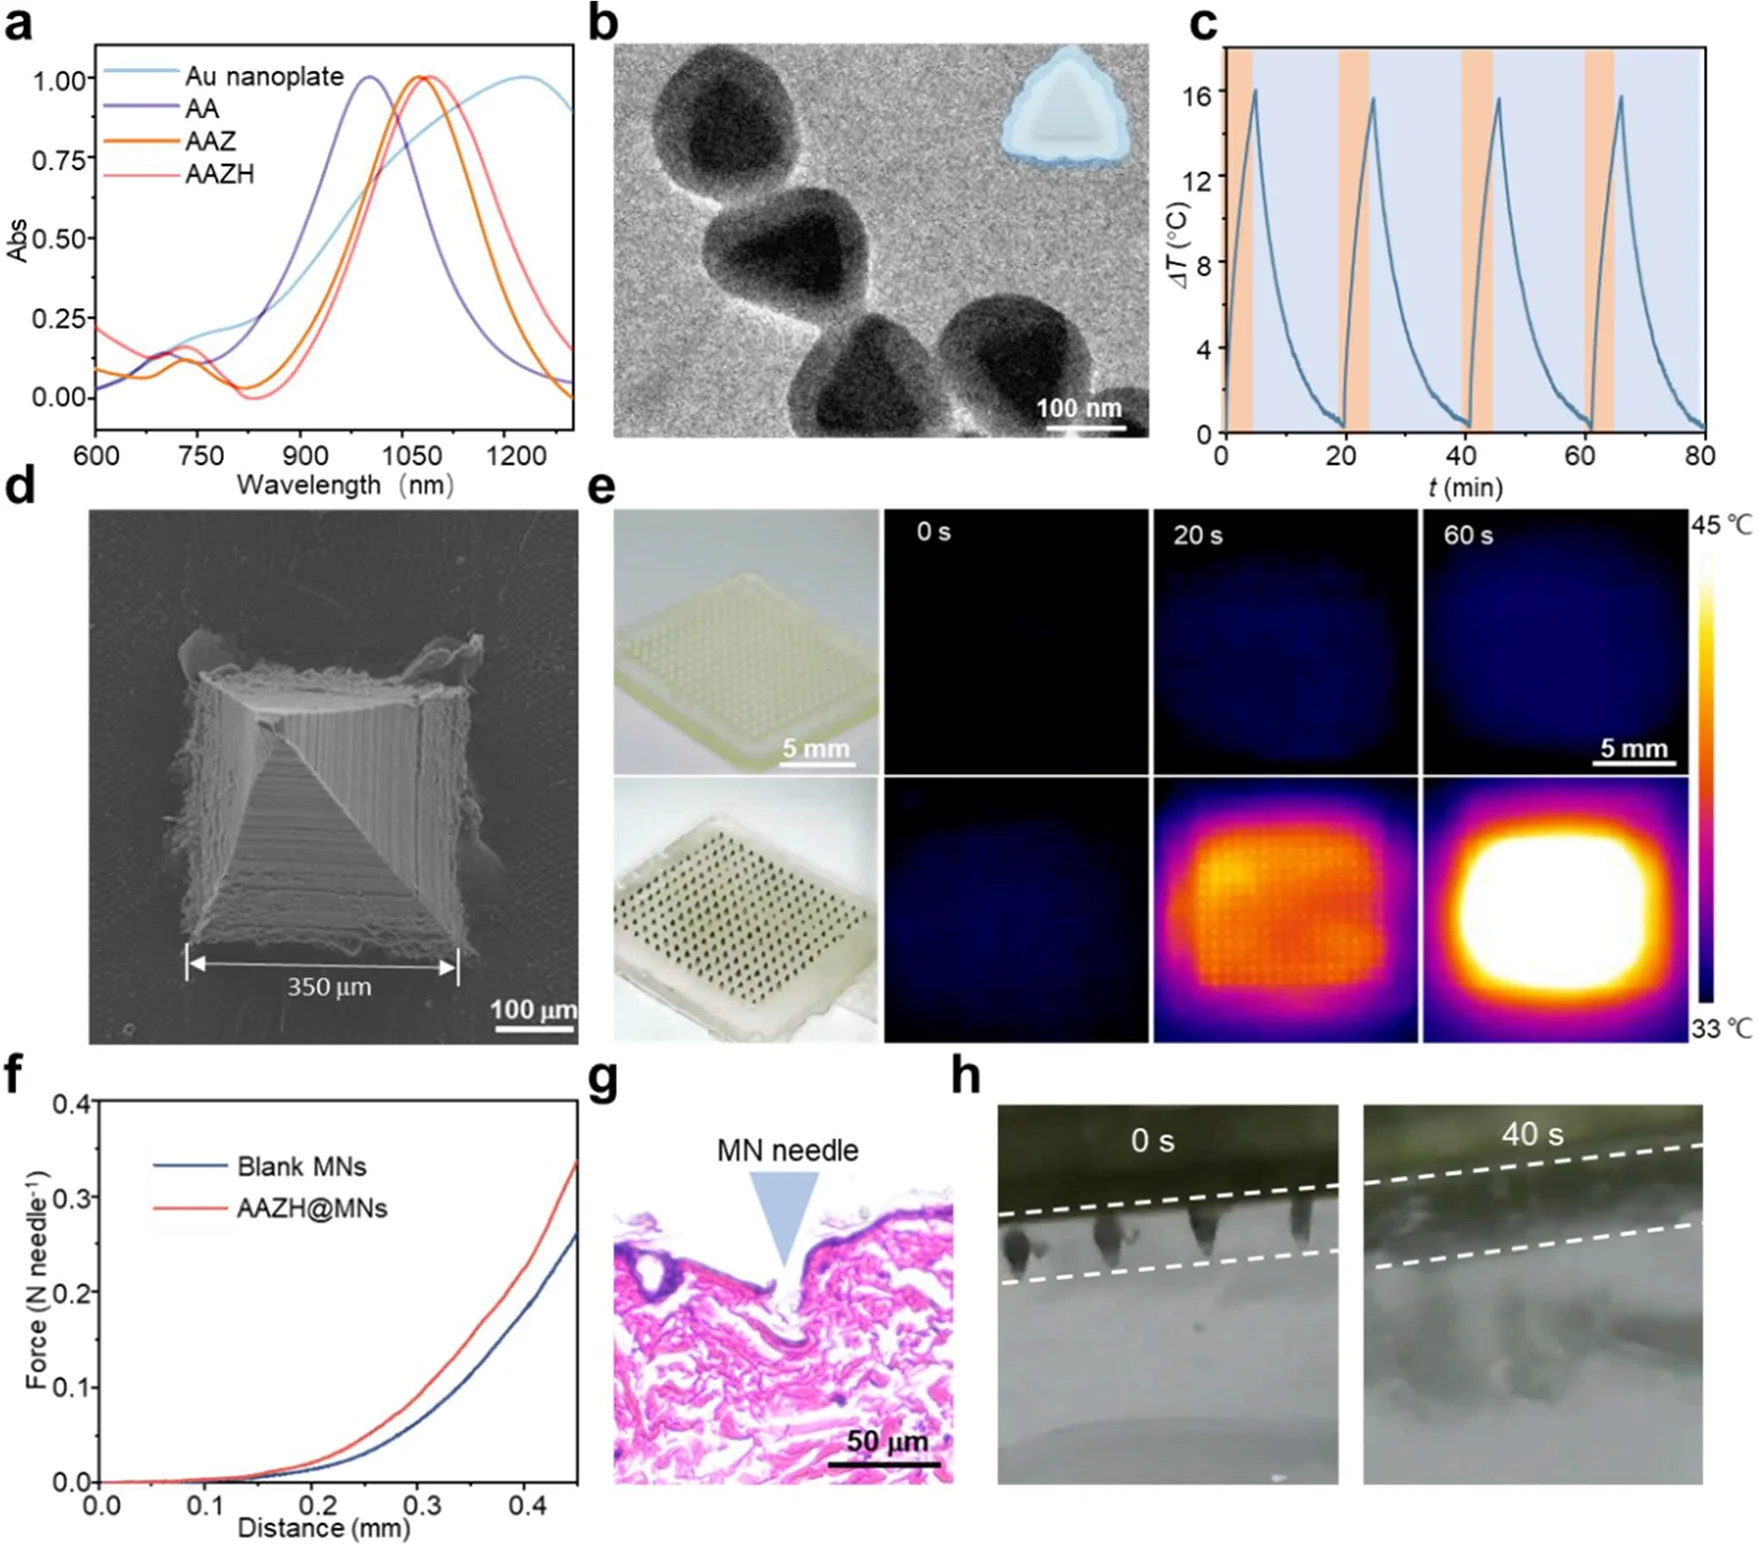 a
1.00
0.75
0.50
0.25
0.00
Abs
Au nanoplate
AA
AAZ
AAZH
600
750
900
1050
1200
Wavelength (nm)
b
100 nm
c
16
12
8
4
0
ΔT (°C)
0
20
40
60
80
t (min)
d
350 μm
100 μm
e
0 s
20 s
60 s
5 mm
5 mm
45 ℃
33 ℃
f
0.4
0.3
0.2
0.1
0.0
Force (N needle⁻¹)
Blank MNs
AAZH@MNs
0.0
0.1
0.2
0.3
0.4
Distance (mm)
g
MN needle
50 μm
h
0 s
40 s